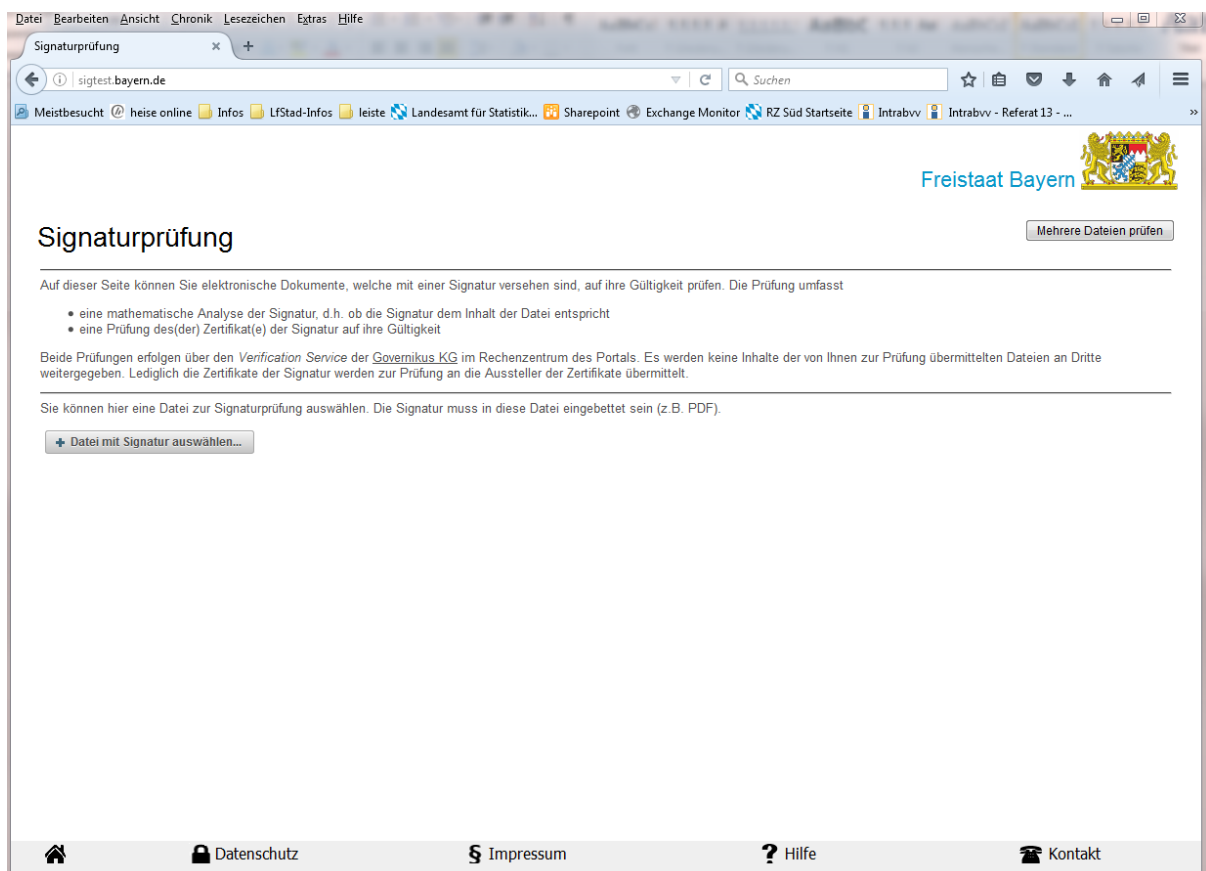 Datei Bearbeiten Ansicht Chronik Lesezeichen Extras Hilfe
Signaturprüfung × +
sigtest.bayern.de
Suchen
Meistbesucht heise online Infos LfStad-Infos leiste Landesamt für Statistik... Sharepoint Exchange Monitor RZ Süd Startseite Intrabvv Intrabvv - Referat 13 - ... »
Freistaat Bayern
Signaturprüfung
Mehrere Dateien prüfen
Auf dieser Seite können Sie elektronische Dokumente, welche mit einer Signatur versehen sind, auf ihre Gültigkeit prüfen. Die Prüfung umfasst
• eine mathematische Analyse der Signatur, d.h. ob die Signatur dem Inhalt der Datei entspricht
• eine Prüfung des(der) Zertifikat(e) der Signatur auf ihre Gültigkeit
Beide Prüfungen erfolgen über den Verification Service der Governikus KG im Rechenzentrum des Portals. Es werden keine Inhalte der von Ihnen zur Prüfung übermittelten Dateien an Dritte
weitergegeben. Lediglich die Zertifikate der Signatur werden zur Prüfung an die Aussteller der Zertifikate übermittelt.
Sie können hier eine Datei zur Signaturprüfung auswählen. Die Signatur muss in diese Datei eingebettet sein (z.B. PDF).
+ Datei mit Signatur auswählen...
Datenschutz § Impressum ? Hilfe Kontakt